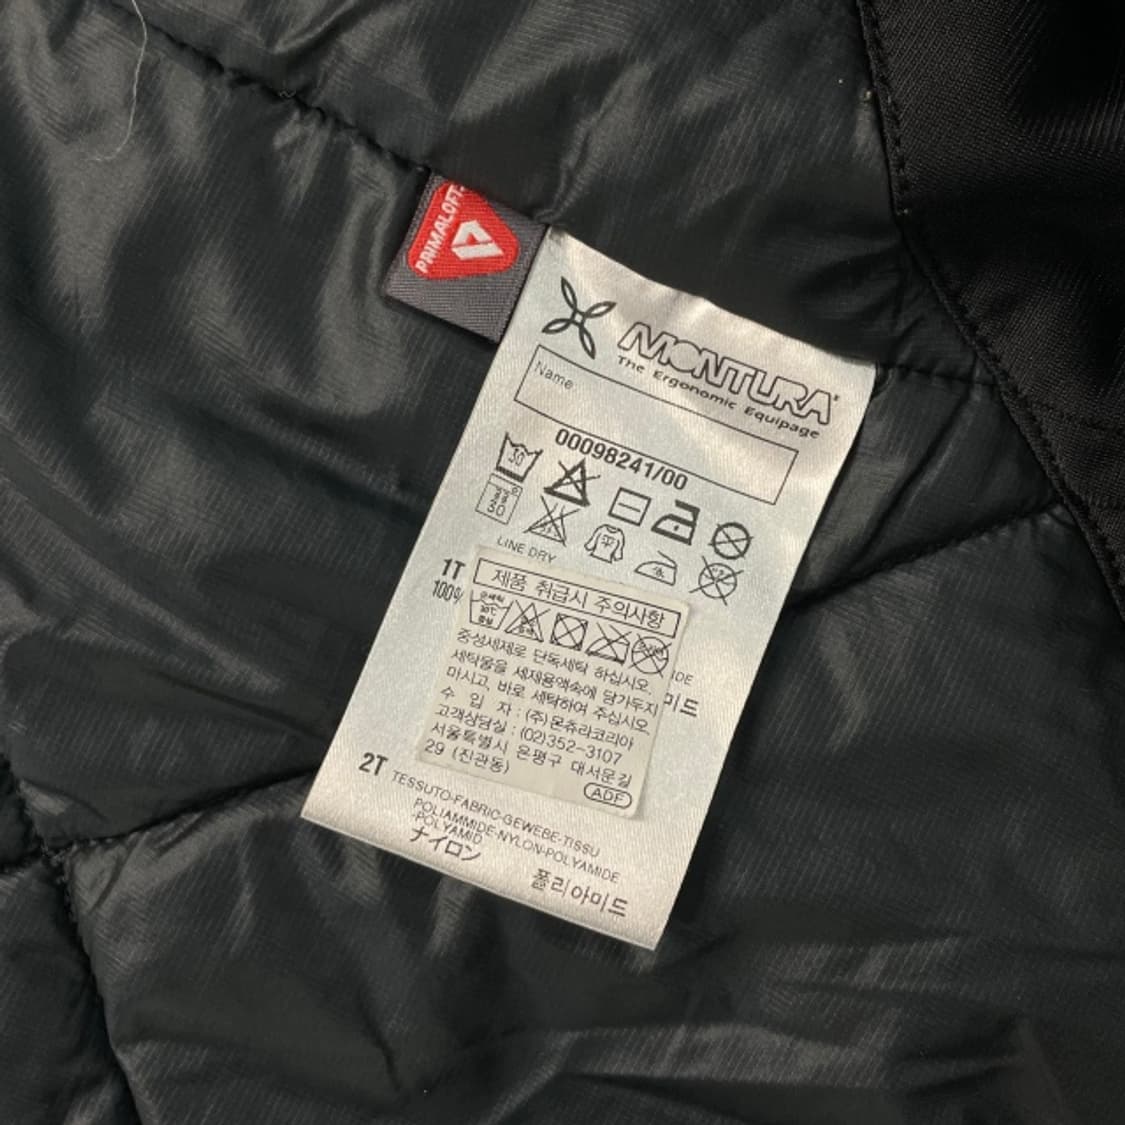 PRIMALOFT
MONTURA
The Ergonomic Equipage
Name
00098241/00
30
LINE DRY
1T
100%
제품 취급시 주의사항
중성세제로 단독세탁 하십시오.
세탁물을 세제용액속에 담가두지
마시고, 바로 세탁하여 주십시오.
수 입 자 : (주)몬츄라코리아
고객상담실 : (02)352-3107
서울특별시 은평구 대서문길
29 (진관동)
ADF
IDE
미드
2T TESSUTO-FABRIC-GEWEBE-TISSU
POLIAMMIDE-NYLON-POLYAMIDE
-POLYAMID
ナイロン
폴리아미드